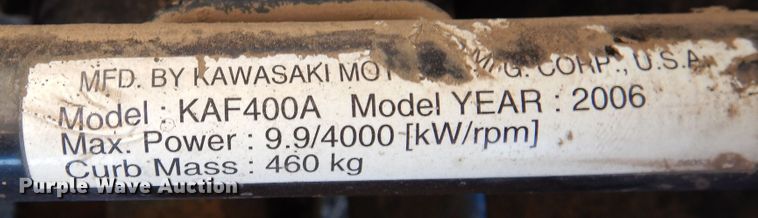 MFD. BY KAWASAKI MOT MFG. CORP., U.S.A.
Model : KAF400A Model YEAR : 2006
Max. Power : 9.9/4000 [kW/rpm]
Curb Mass : 460 kg
Purple Wave Auction